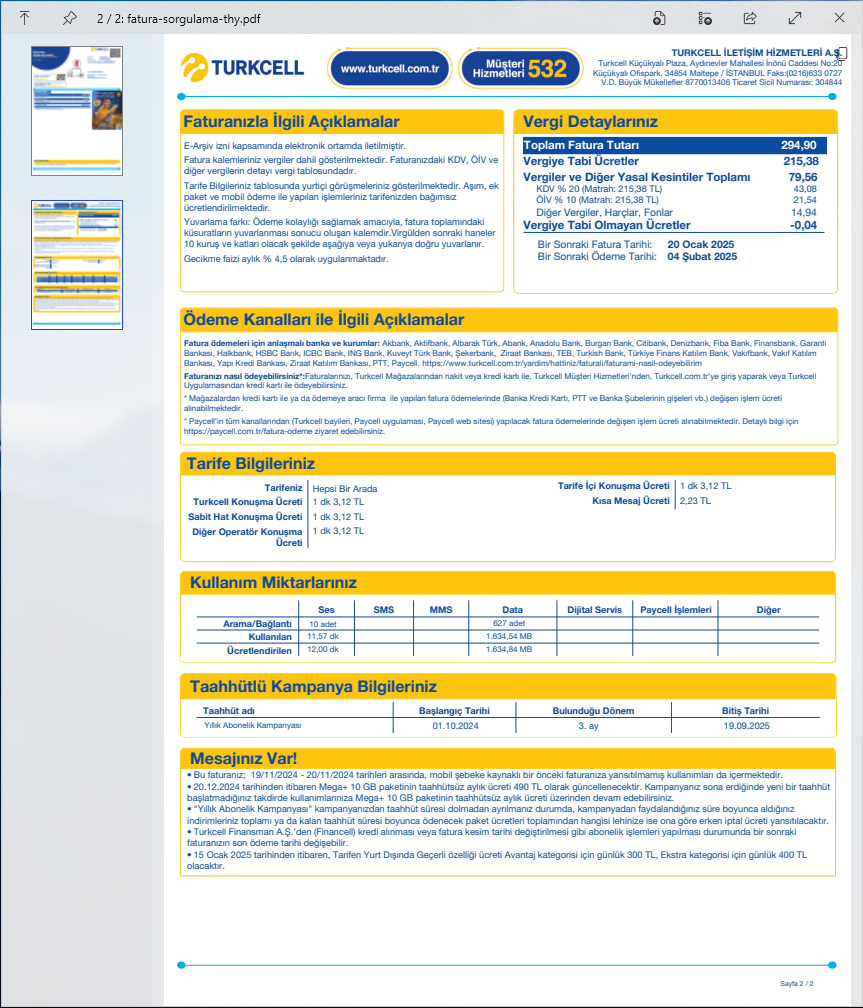 2 / 2: fatura-sorgulama-thy.pdf
TURKCELL
www.turkcell.com.tr
Müşteri
Hizmetleri 532
TURKCELL İLETİŞİM HİZMETLERİ A.Ş.
Turkcell Küçükyalı Plaza, Aydınevler Mahallesi İnönü Caddesi No:20
Küçükyalı Ofispark, 34854 Maltepe / İSTANBUL Faks:(0216)633 0727
V.D. Büyük Mükellefler 8770013406 Ticaret Sicil Numarası: 304844
Faturanızla İlgili Açıklamalar
E-Arşiv izni kapsamında elektronik ortamda iletilmiştir.
Fatura kalemleriniz vergiler dahil gösterilmektedir. Faturanızdaki KDV, ÖİV ve
diğer vergilerin detayı vergi tablosundadır.
Tarife Bilgileriniz tablosunda yurtiçi görüşmeleriniz gösterilmektedir. Aşım, ek
paket ve mobil ödeme ile yapılan işlemleriniz tarifenizden bağımsız
ücretlendirilmektedir.
Yuvarlama farkı: Ödeme kolaylığı sağlamak amacıyla, fatura toplamındaki
küsuratların yuvarlanması sonucu oluşan kalemdir.Virgülden sonraki haneler
10 kuruş ve katları olacak şekilde aşağıya veya yukarıya doğru yuvarlanır.
Gecikme faizi aylık % 4,5 olarak uygulanmaktadır.
Vergi Detaylarınız
Toplam Fatura Tutarı 294,90
Vergiye Tabi Ücretler 215,38
Vergiler ve Diğer Yasal Kesintiler Toplamı 79,56
KDV % 20 (Matrah: 215,38 TL) 43,08
ÖİV % 10 (Matrah: 215,38 TL) 21,54
Diğer Vergiler, Harçlar, Fonlar 14,94
Vergiye Tabi Olmayan Ücretler -0,04
Bir Sonraki Fatura Tarihi: 20 Ocak 2025
Bir Sonraki Ödeme Tarihi: 04 Şubat 2025
Ödeme Kanalları ile İlgili Açıklamalar
Fatura ödemeleri için anlaşmalı banka ve kurumlar: Akbank, Aktifbank, Albarak Türk, Abank, Anadolu Bank, Burgan Bank, Citibank, Denizbank, Fiba Bank, Finansbank, Garanti
Bankası, Halkbank, HSBC Bank, ICBC Bank, ING Bank, Kuveyt Türk Bank, Şekerbank, Ziraat Bankası, TEB, Turkish Bank, Türkiye Finans Katılım Bank, Vakıfbank, Vakıf Katılım
Bankası, Yapı Kredi Bankası, Ziraat Katılım Bankası, PTT, Paycell. https://www.turkcell.com.tr/yardim/hattiniz/faturali/faturami-nasil-odeyebilirim
Faturanızı nasıl ödeyebilirsiniz*:Faturalarınızı, Turkcell Mağazalarından nakit veya kredi kartı ile, Turkcell Müşteri Hizmetleri'nden, Turkcell.com.tr'ye giriş yaparak veya Turkcell
Uygulamasından kredi kartı ile ödeyebilirsiniz.
* Mağazalardan kredi kartı ile ya da ödemeye aracı firma ile yapılan fatura ödemelerinde (Banka Kredi Kartı, PTT ve Banka Şubelerinin gişeleri vb.) değişen işlem ücreti
alınabilmektedir.
* Paycell'in tüm kanallarından (Turkcell bayileri, Paycell uygulaması, Paycell web sitesi) yapılacak fatura ödemelerinde değişen işlem ücreti alınabilmektedir. Detaylı bilgi için
https://paycell.com.tr/fatura-odeme ziyaret edebilirsiniz.
Tarife Bilgileriniz
Tarifeniz Hepsi Bir Arada
Turkcell Konuşma Ücreti 1 dk 3,12 TL
Sabit Hat Konuşma Ücreti 1 dk 3,12 TL
Diğer Operatör Konuşma 1 dk 3,12 TL
Ücreti
Tarife İçi Konuşma Ücreti 1 dk 3,12 TL
Kısa Mesaj Ücreti 2,23 TL
Kullanım Miktarlarınız
Ses SMS MMS Data Dijital Servis Paycell İşlemleri Diğer
Arama/Bağlantı 10 adet 627 adet
Kullanılan 11,57 dk 1.634,54 MB
Ücretlendirilen 12,00 dk 1.634,84 MB
Taahhütlü Kampanya Bilgileriniz
Taahhüt adı Başlangıç Tarihi Bulunduğu Dönem Bitiş Tarihi
Yıllık Abonelik Kampanyası 01.10.2024 3. ay 19.09.2025
Mesajınız Var!
• Bu faturanız; 19/11/2024 - 20/11/2024 tarihleri arasında, mobil şebeke kaynaklı bir önceki faturanıza yansıtılmamış kullanımları da içermektedir.
• 20.12.2024 tarihinden itibaren Mega+ 10 GB paketinin taahhütsüz aylık ücreti 490 TL olarak güncellenecektir. Kampanyanız sona erdiğinde yeni bir taahhüt
başlatmadığınız takdirde kullanımlarınıza Mega+ 10 GB paketinin taahhütsüz aylık ücreti üzerinden devam edebilirsiniz.
• "Yıllık Abonelik Kampanyası" kampanyanızdan taahhüt süresi dolmadan ayrılmanız durumda, kampanyadan faydalandığınız süre boyunca aldığınız
indirimleriniz toplamı ya da kalan taahhüt süresi boyunca ödenecek paket ücretleri toplamından hangisi lehinize ise ona göre erken iptal ücreti yansıtılacaktır.
• Turkcell Finansman A.Ş.'den (Financell) kredi alınması veya fatura kesim tarihi değiştirilmesi gibi abonelik işlemleri yapılması durumunda bir sonraki
faturanızın son ödeme tarihi değişebilir.
• 15 Ocak 2025 tarihinden itibaren, Tarifen Yurt Dışında Geçerli özelliği ücreti Avantaj kategorisi için günlük 300 TL, Ekstra kategorisi için günlük 400 TL
olacaktır.
Sayfa 2 / 2